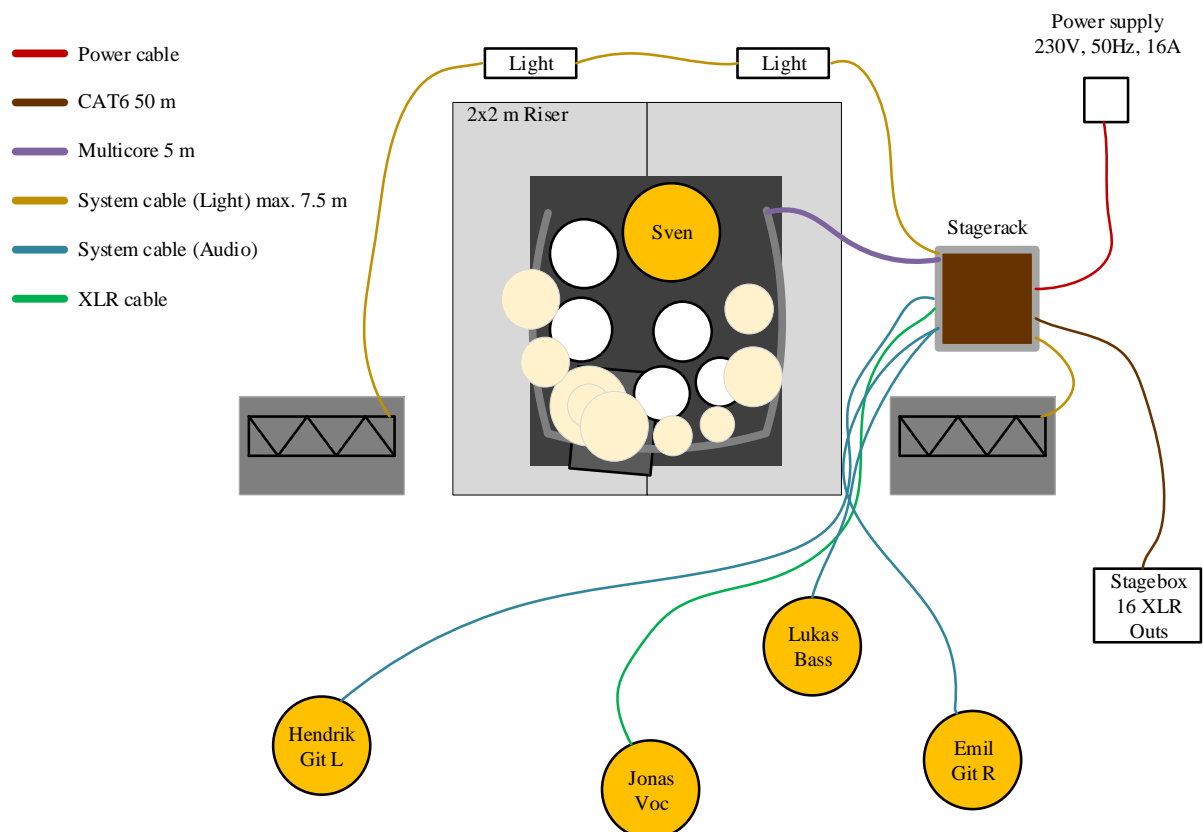 Power cable
CAT6 50 m
Multicore 5 m
System cable (Light) max. 7.5 m
System cable (Audio)
XLR cable
Light
Light
Power supply
230V, 50Hz, 16A
2x2 m Riser
Sven
Stagerack
Stagebox
16 XLR
Outs
Lukas
Bass
Hendrik
Git L
Jonas
Voc
Emil
Git R